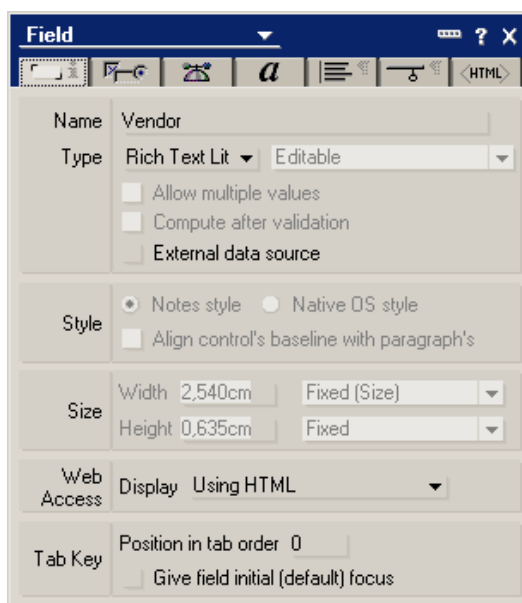 Field
? X
i a <HTML>
Name Vendor
Type Rich Text Lit Editable
Allow multiple values
Compute after validation
External data source
Style
Notes style Native OS style
Align control's baseline with paragraph's
Size
Width 2,540cm Fixed (Size)
Height 0,635cm Fixed
Web Access
Display Using HTML
Tab Key
Position in tab order 0
Give field initial (default) focus